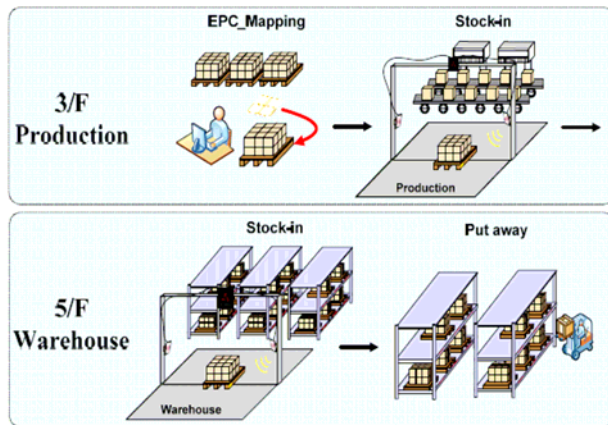 EPC_Mapping
Stock-in
3/F
Production
Production
Stock-in
Put away
5/F
Warehouse
Warehouse